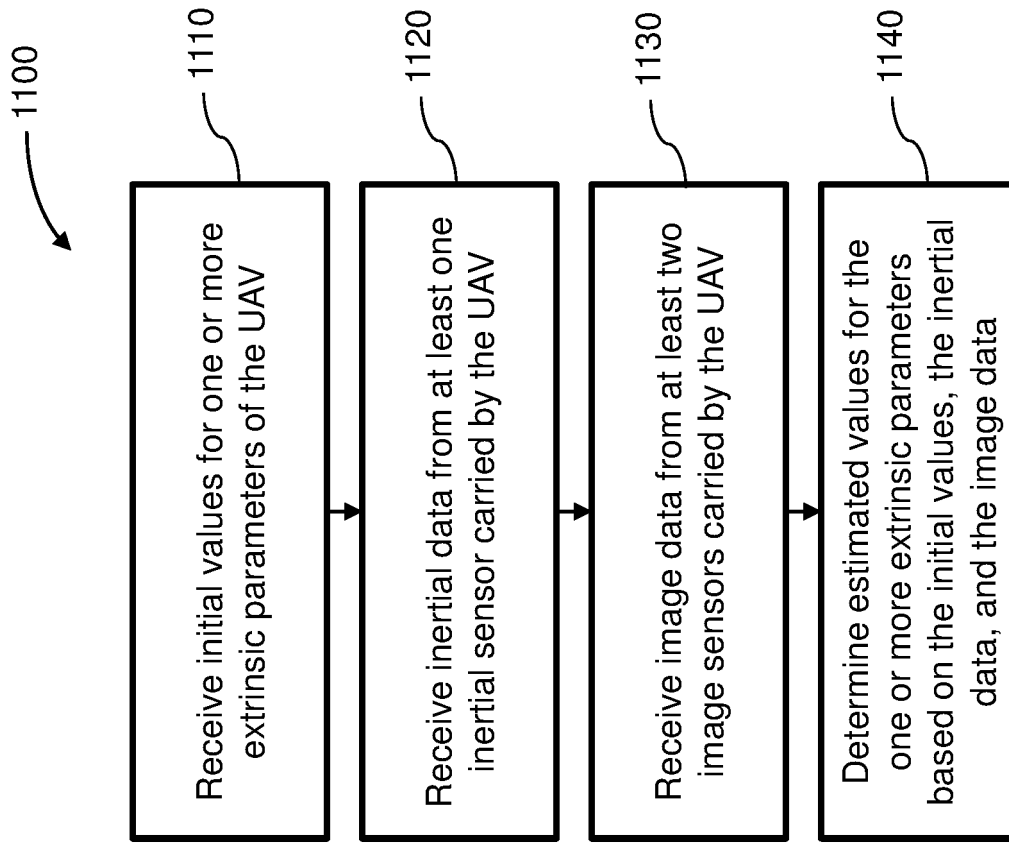 1100
1110
Receive initial values for one or more
extrinsic parameters of the UAV
1120
Receive inertial data from at least one
inertial sensor carried by the UAV
1130
Receive image data from at least two
image sensors carried by the UAV
1140
Determine estimated values for the
one or more extrinsic parameters
based on the initial values, the inertial
data, and the image data